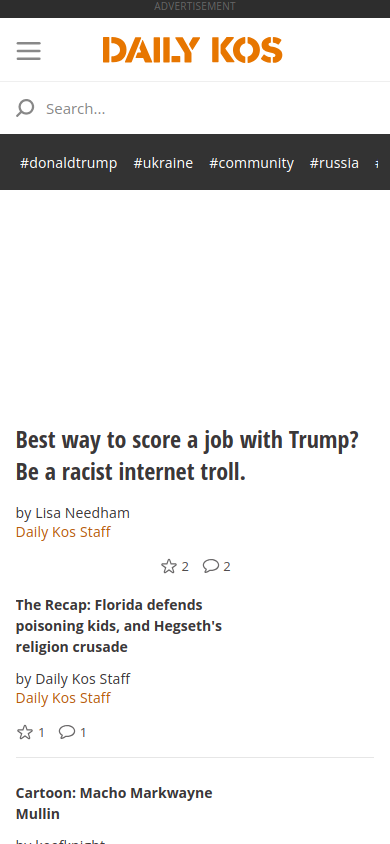 ADVERTISEMENT
DAILY KOS
Search...
#donaldtrump #ukraine #community #russia
Best way to score a job with Trump?
Be a racist internet troll.
by Lisa Needham
Daily Kos Staff
2 2
The Recap: Florida defends
poisoning kids, and Hegseth's
religion crusade
by Daily Kos Staff
Daily Kos Staff
1 1
Cartoon: Macho Markwayne
Mullin